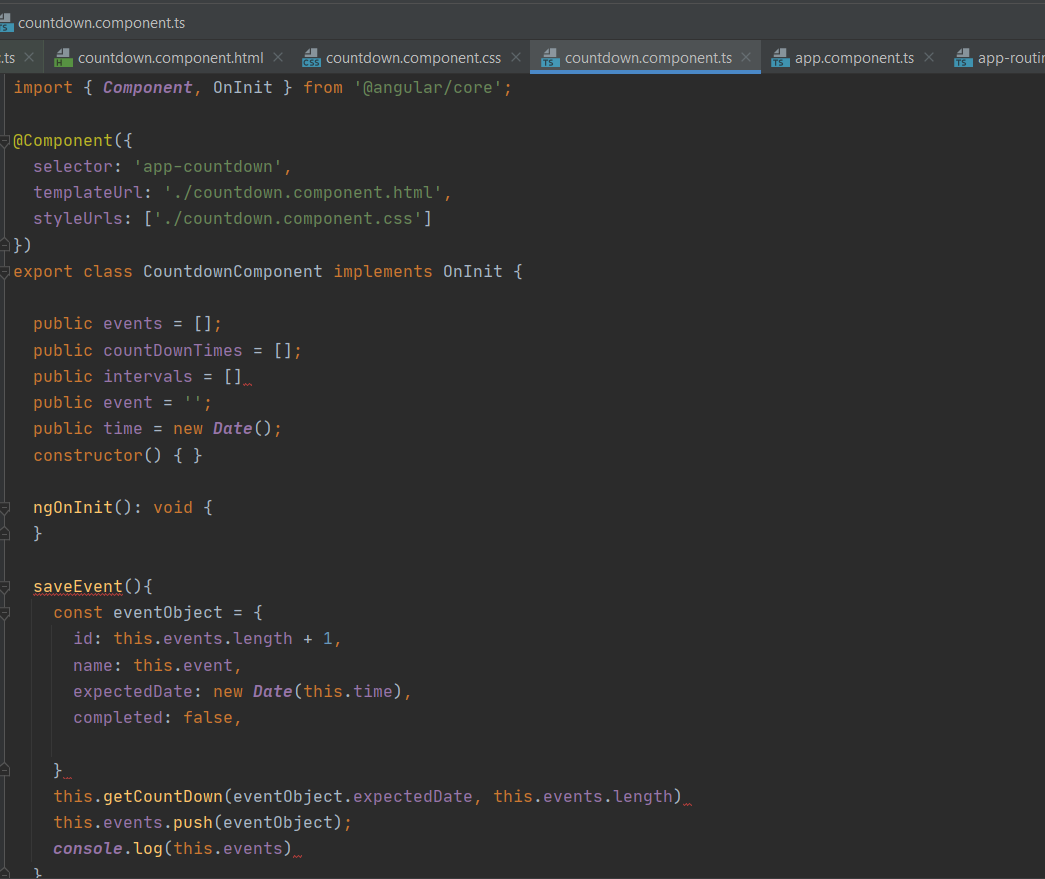 countdown.component.ts
.ts countdown.component.html countdown.component.css countdown.component.ts app.component.ts app-routin
import { Component, OnInit } from '@angular/core';
@Component({
  selector: 'app-countdown',
  templateUrl: './countdown.component.html',
  styleUrls: ['./countdown.component.css']
})
export class CountdownComponent implements OnInit {
  public events = [];
  public countDownTimes = [];
  public intervals = []
  public event = '';
  public time = new Date();
  constructor() { }
  ngOnInit(): void {
  }
  saveEvent(){
    const eventObject = {
      id: this.events.length + 1,
      name: this.event,
      expectedDate: new Date(this.time),
      completed: false,
    }
    this.getCountDown(eventObject.expectedDate, this.events.length)
    this.events.push(eventObject);
    console.log(this.events)
  }